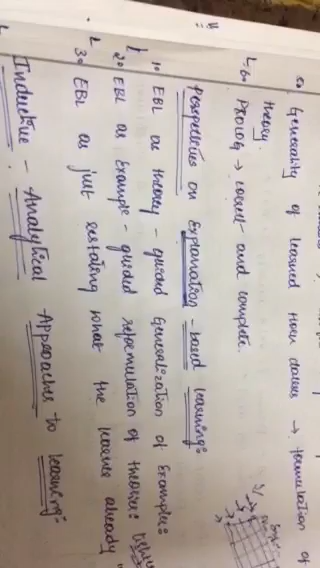 Generality of learned Horn clauses → formulation of
theory.
6. PROLOG → correct and complete.
Perspectives on Explanation - based learning:
1. EBL as theory - guided generalization of examples:
2. EBL as Example - guided reformulation of theories:
3. EBL as just restating what the learner already
Inductive - Analytical Approaches to Learning: